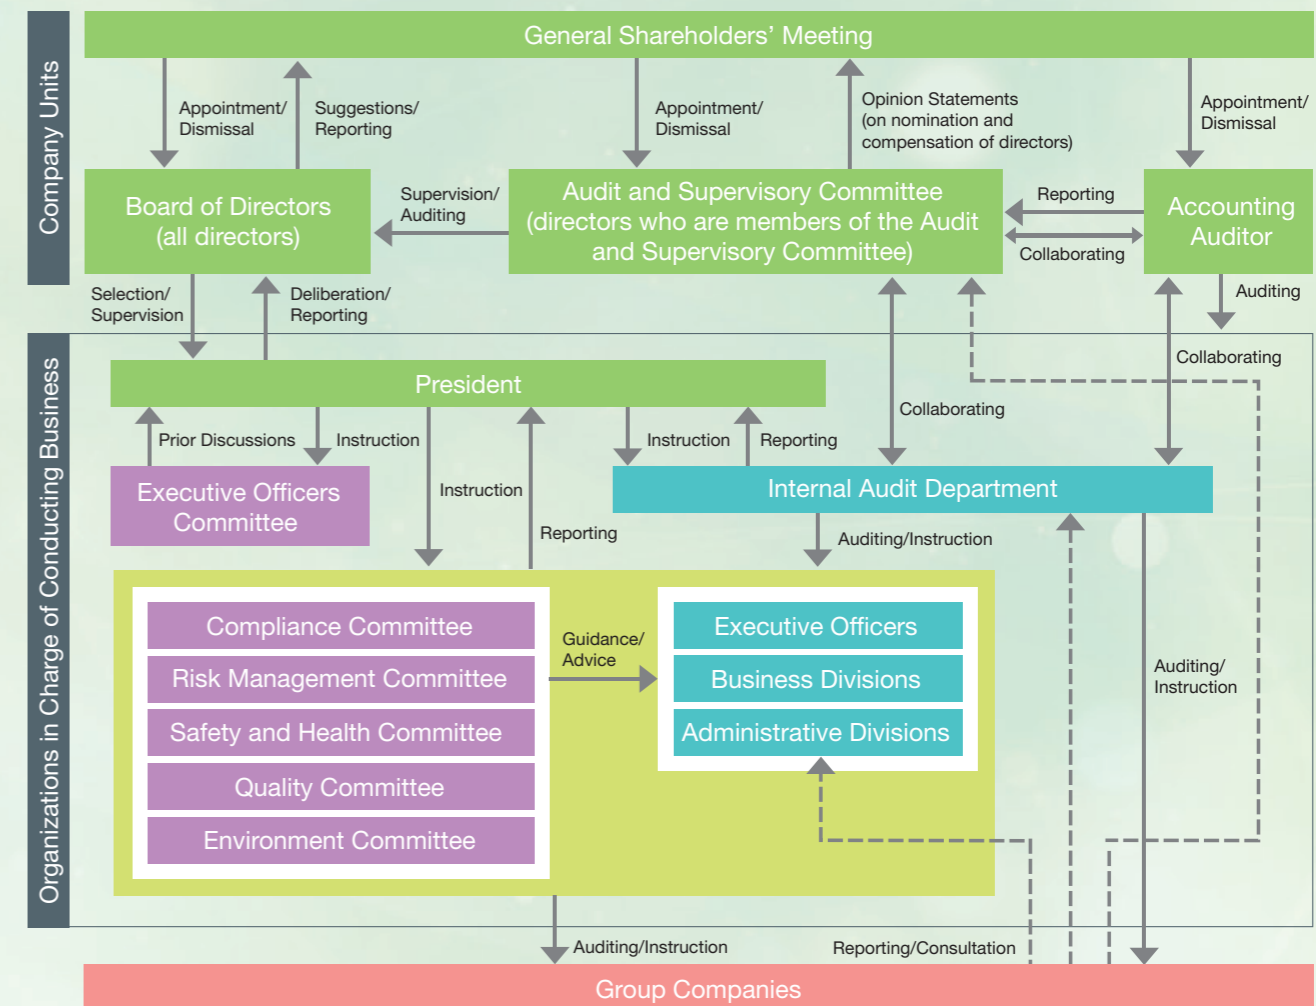 Company Units
General Shareholders' Meeting
Appointment/
Dismissal
Suggestions/
Reporting
Appointment/
Dismissal
Opinion Statements
(on nomination and
compensation of directors)
Appointment/
Dismissal
Board of Directors
(all directors)
Supervision/
Auditing
Audit and Supervisory Committee
(directors who are members of the Audit
and Supervisory Committee)
Reporting
Collaborating
Accounting
Auditor
Selection/
Supervision
Deliberation/
Reporting
Auditing
Organizations in Charge of Conducting Business
President
Collaborating
Collaborating
Prior Discussions
Instruction
Instruction
Reporting
Instruction
Reporting
Executive Officers
Committee
Internal Audit Department
Auditing/Instruction
Compliance Committee
Risk Management Committee
Safety and Health Committee
Quality Committee
Environment Committee
Guidance/
Advice
Executive Officers
Business Divisions
Administrative Divisions
Auditing/
Instruction
Auditing/Instruction
Reporting/Consultation
Group Companies